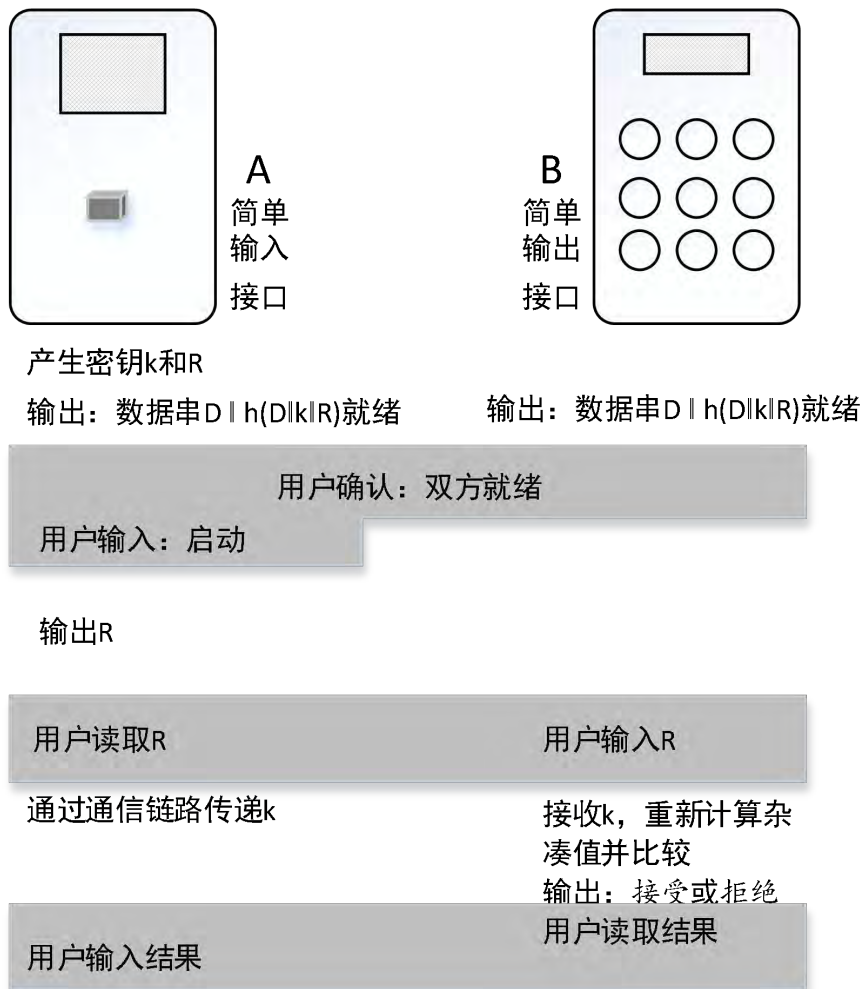 A
简单
输入
接口
B
简单
输出
接口
产生密钥k和R
输出：数据串D‖h(D‖k‖R)就绪
输出：数据串D‖h(D‖k‖R)就绪
用户确认：双方就绪
用户输入：启动
输出R
用户读取R
用户输入R
通过通信链路传递k
接收k，重新计算杂
凑值并比较
输出：接受或拒绝
用户读取结果
用户输入结果